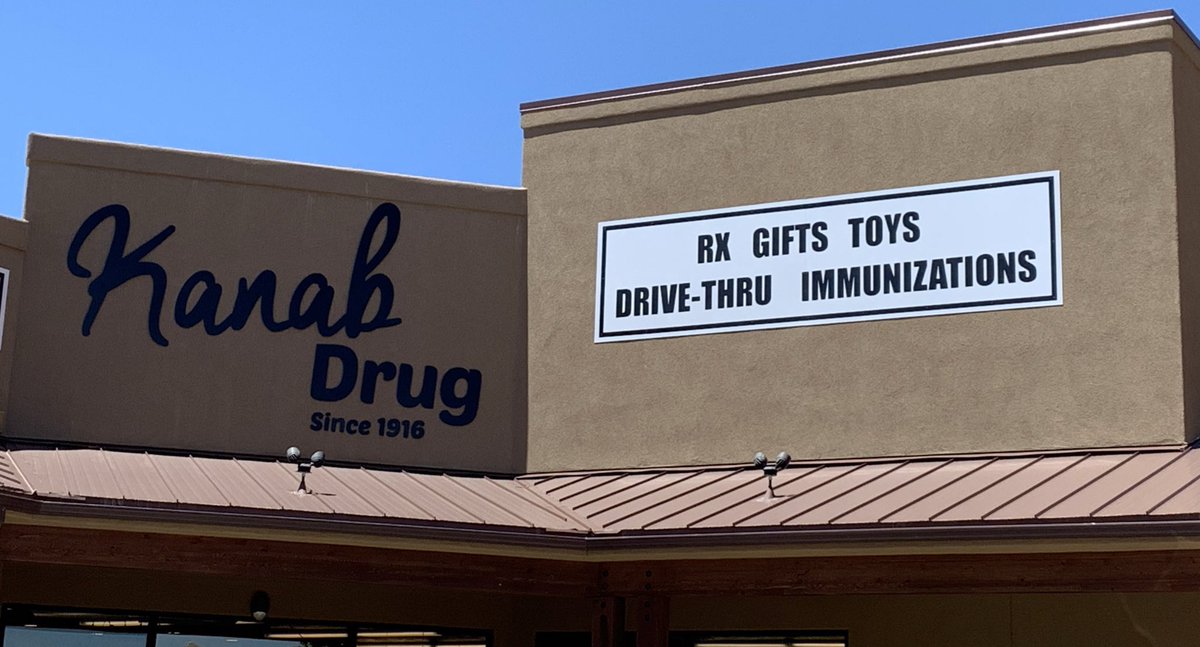 Kanab
Drug
Since 1916
RX GIFTS TOYS
DRIVE-THRU IMMUNIZATIONS